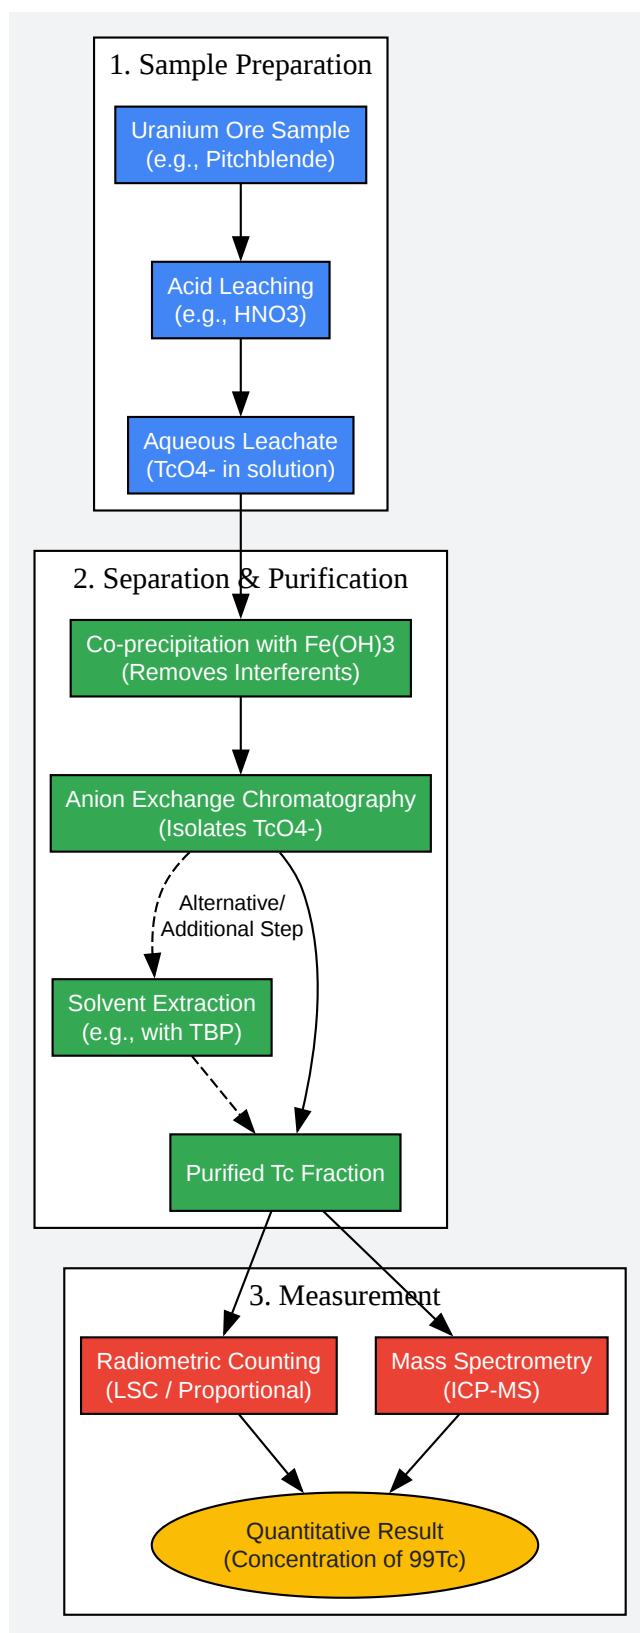 1. Sample Preparation
Uranium Ore Sample
(e.g., Pitchblende)
Acid Leaching
(e.g., HNO3)
Aqueous Leachate
(TcO4- in solution)
2. Separation & Purification
Co-precipitation with Fe(OH)3
(Removes Interferents)
Anion Exchange Chromatography
(Isolates TcO4-)
Alternative/
Additional Step
Solvent Extraction
(e.g., with TBP)
Purified Tc Fraction
3. Measurement
Radiometric Counting
(LSC / Proportional)
Mass Spectrometry
(ICP-MS)
Quantitative Result
(Concentration of 99Tc)